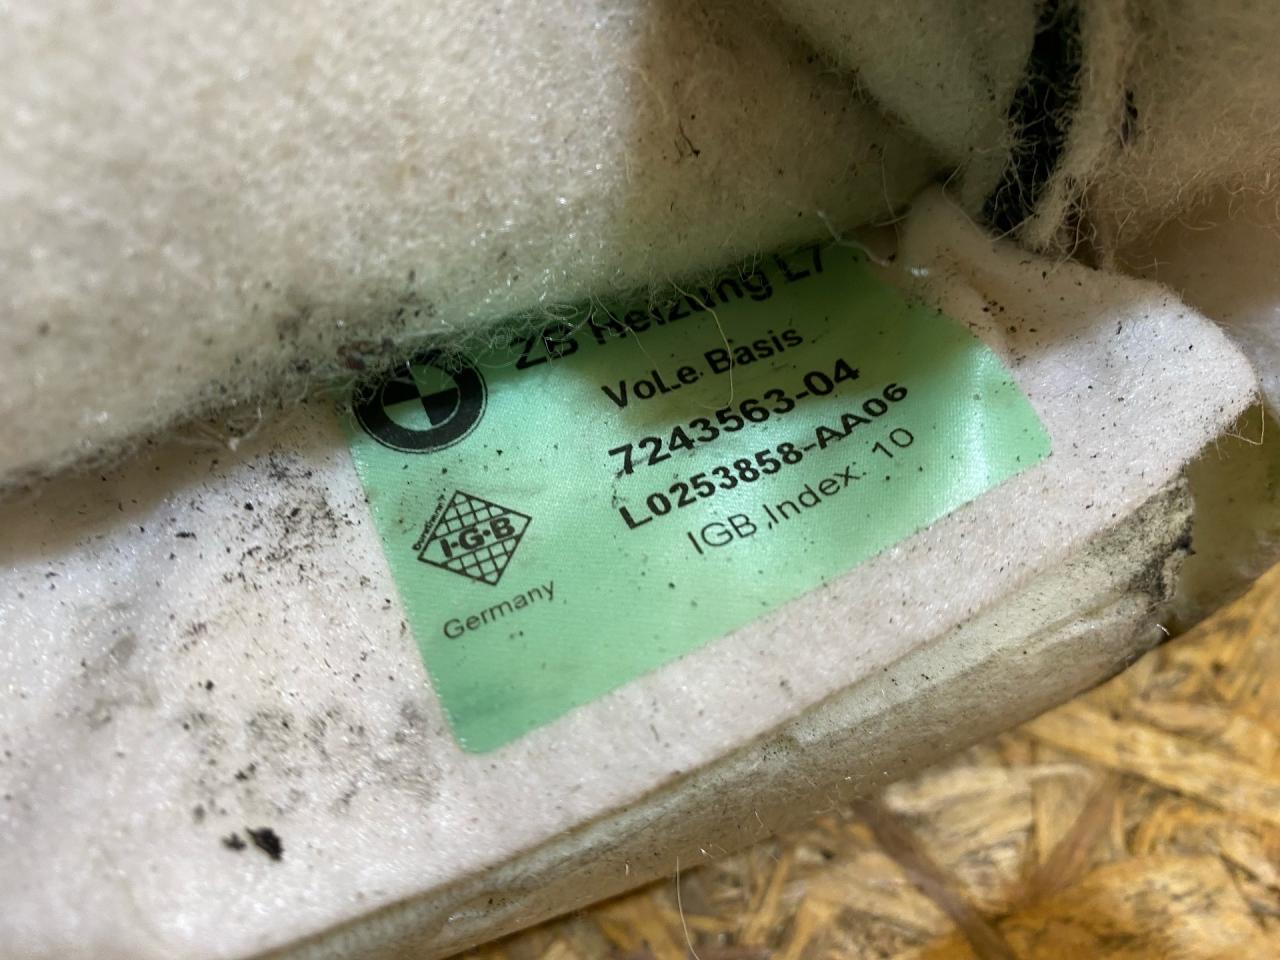 ZB Heizung L7
VoLe Basis
7243563-04
L0253858-AA06
IGB Index: 10
I·G·B
Germany